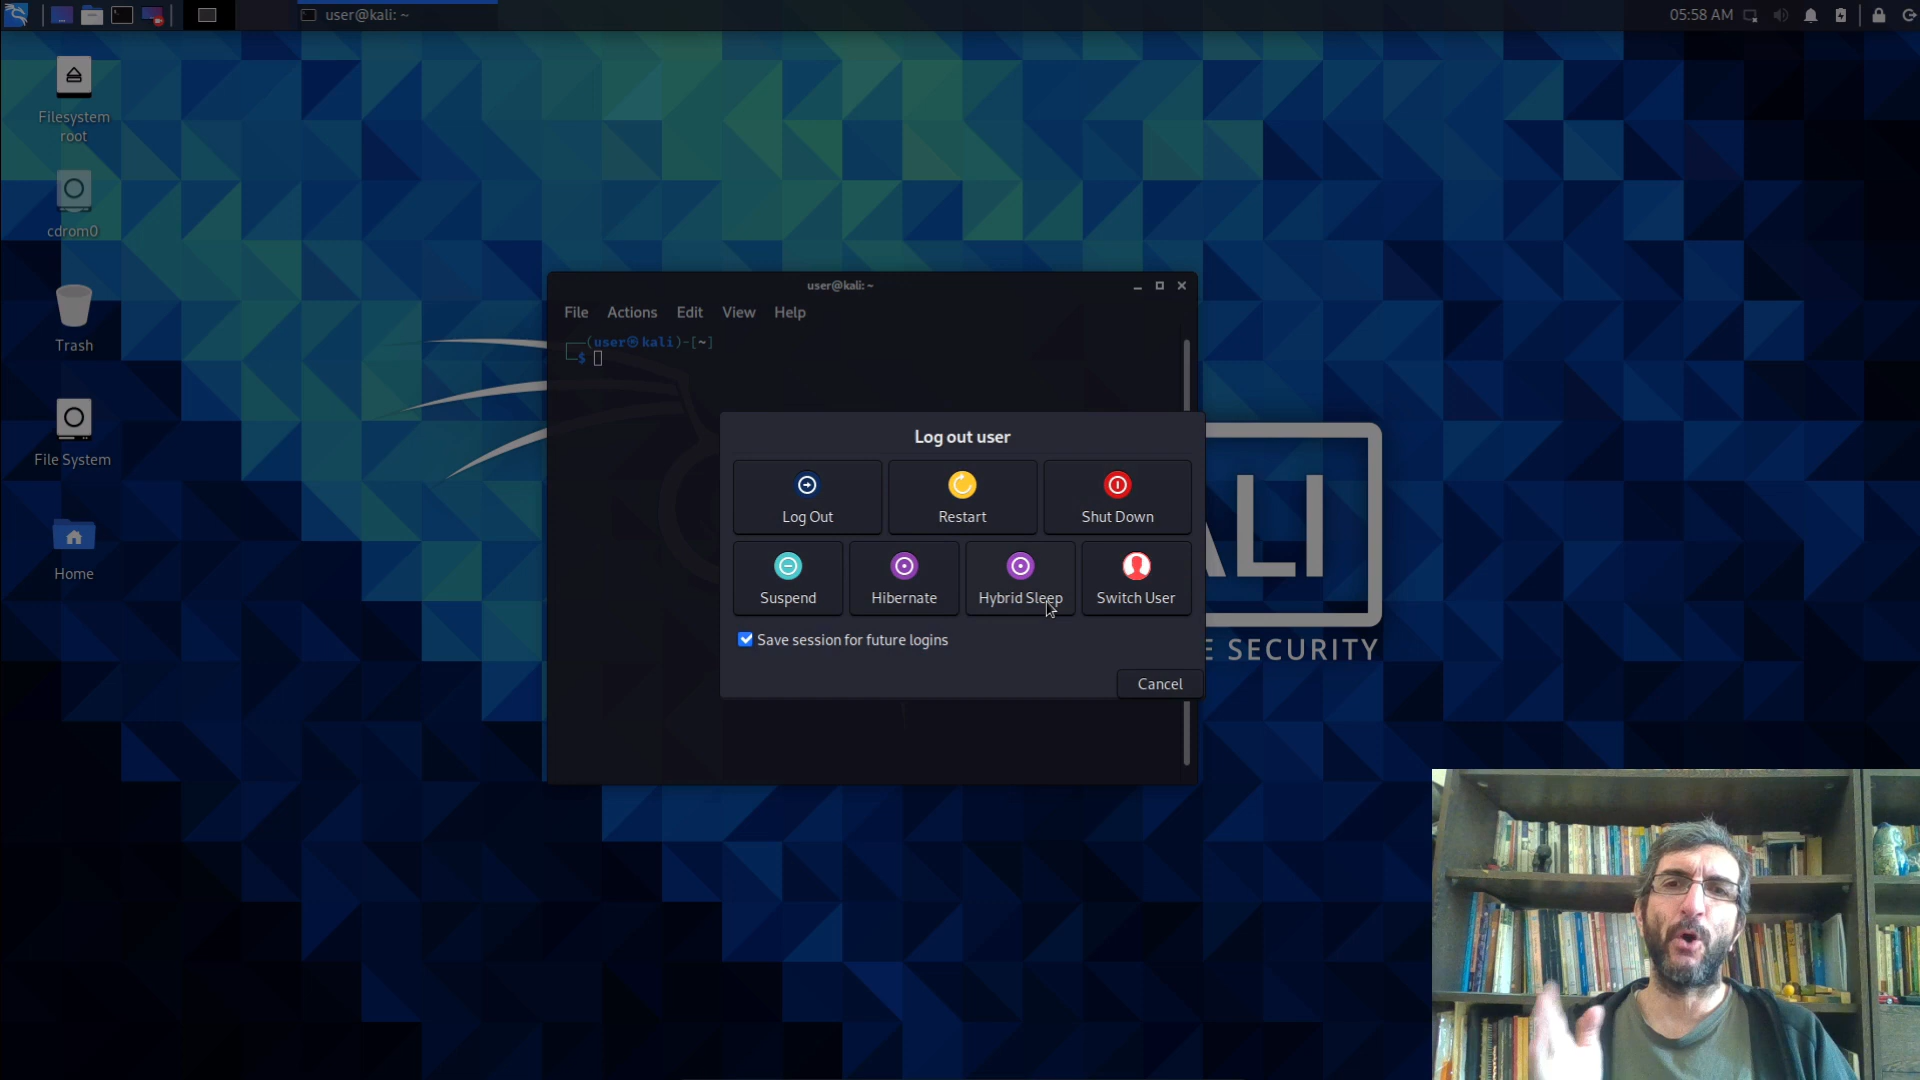 user@kali: ~
05:58 AM
Filesystem
root
cdrom0
Trash
File System
Home
user@kali: ~
File Actions Edit View Help
┌──(user㉿kali)-[~]
└─$
Log out user
Log Out
Restart
Shut Down
Suspend
Hibernate
Hybrid Sleep
Switch User
Save session for future logins
Cancel
ALI
E SECURITY